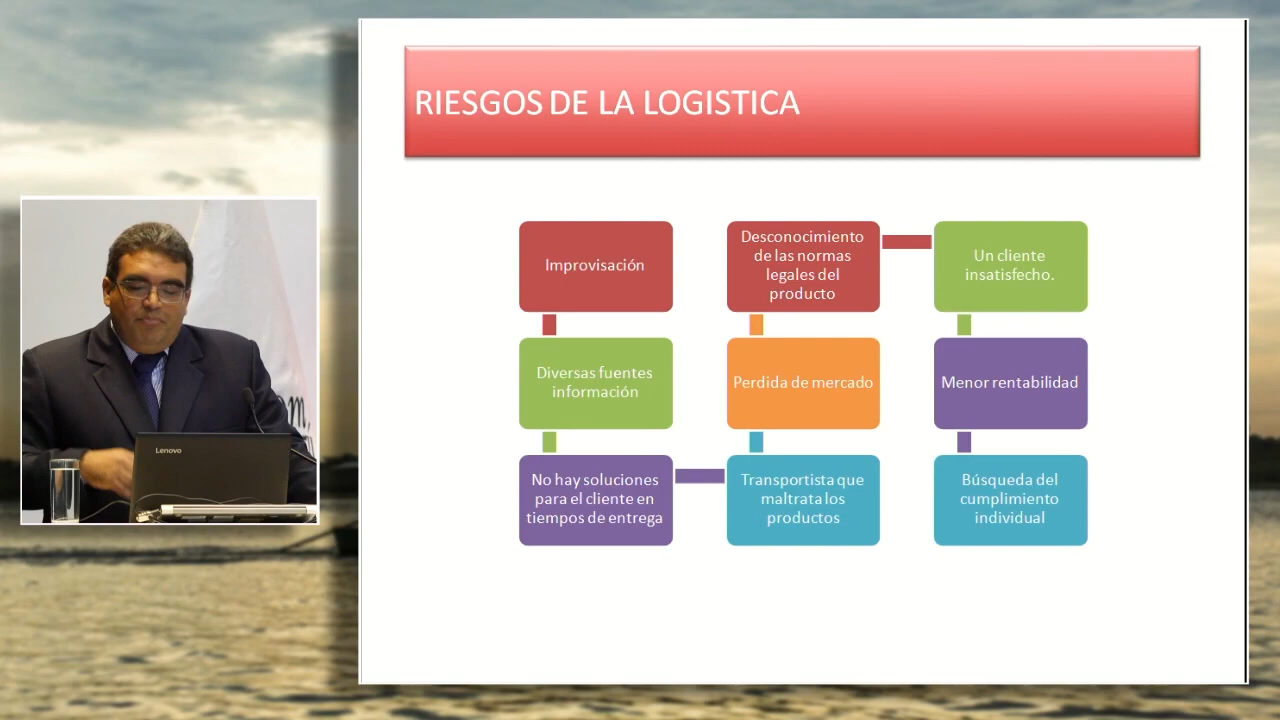 RIESGOS DE LA LOGISTICA
Improvisación
Diversas fuentes
información
No hay soluciones
para el cliente en
tiempos de entrega
Desconocimiento
de las normas
legales del
producto
Perdida de mercado
Transportista que
maltrata los
productos
Un cliente
insatisfecho.
Menor rentabilidad
Búsqueda del
cumplimiento
individual
Lenovo